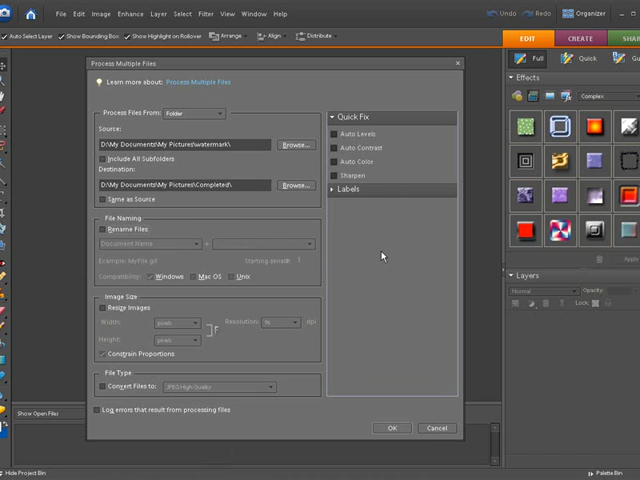 File Edit Image Enhance Layer Select Filter View Window Help
Undo Redo Organizer
Auto Select Layer Show Bounding Box Show Highlight on Rollover Arrange Align Distribute
EDIT CREATE
Full Quick
Effects
Complex
Process Multiple Files
Learn more about: Process Multiple Files
Process Files From: Folder
Source:
D:\My Documents\My Pictures\watermark\ Browse...
Include All Subfolders
Destination:
D:\My Documents\My Pictures\Completed\ Browse...
Same as Source
File Naming
Rename Files
Document Name +
Example: MyFile.gif Starting serial#: 1
Compatibility: Windows Mac OS Unix
Image Size
Resize Images
Width: pixels Resolution: dpi
Height: pixels
Constrain Proportions
File Type
Convert Files to: JPEG High Quality
Log errors that result from processing files
Quick Fix
Auto Levels
Auto Contrast
Auto Color
Sharpen
Labels
OK Cancel
Apply
Layers
Normal Opacity:
Lock:
Show Open Files
Hide Project Bin
Palette Bin